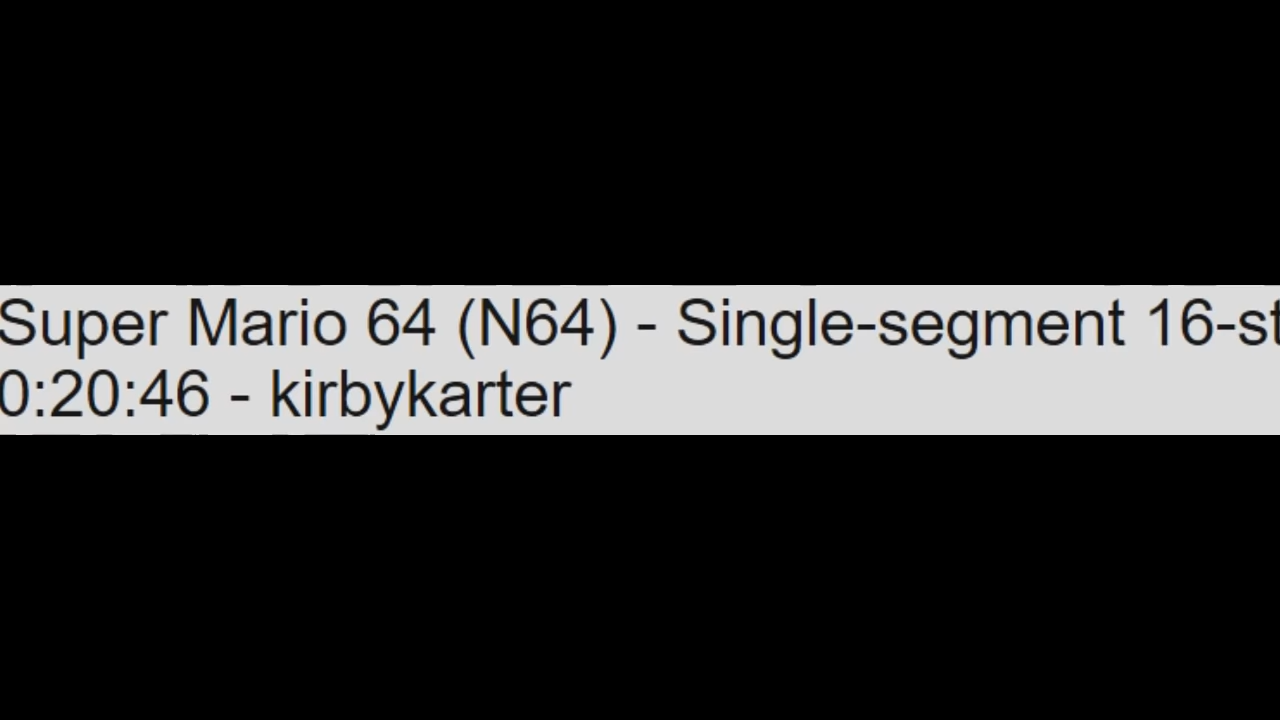 Super Mario 64 (N64) - Single-segment 16-st
0:20:46 - kirbykarter